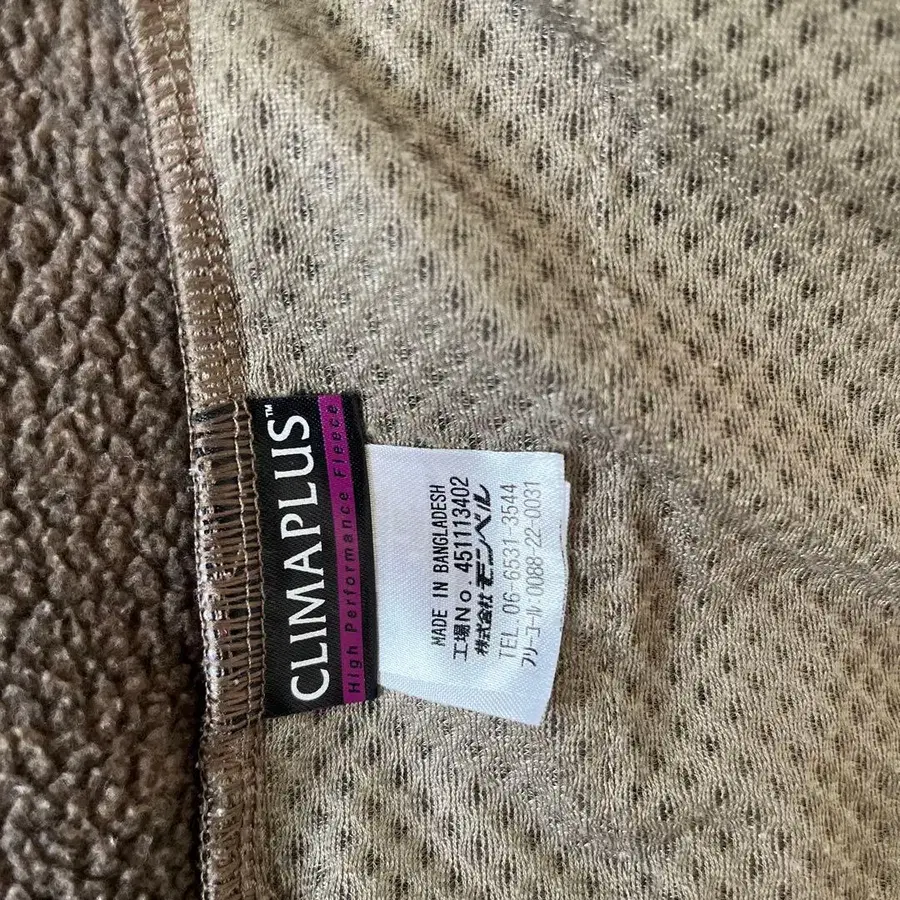 CLIMAPLUS™
High Performance Fleece
MADE IN BANGLADESH
工場No. 451113402
株式会社 モンベル
TEL. 06-6531-3544
フリーコール・0088-22-0031